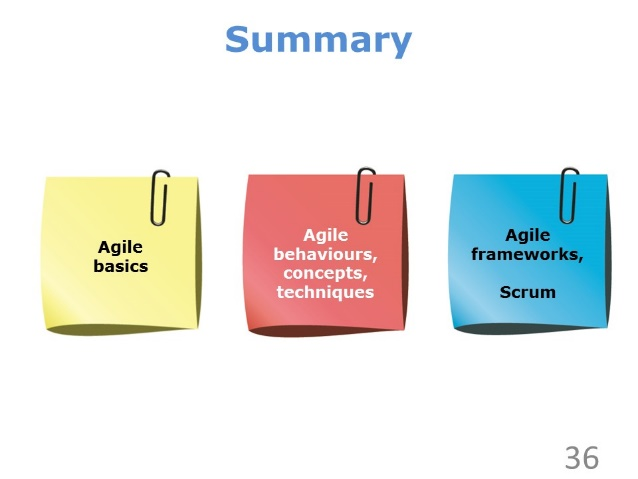 Summary
Agile
basics
Agile
behaviours,
concepts,
techniques
Agile
frameworks,
Scrum
36